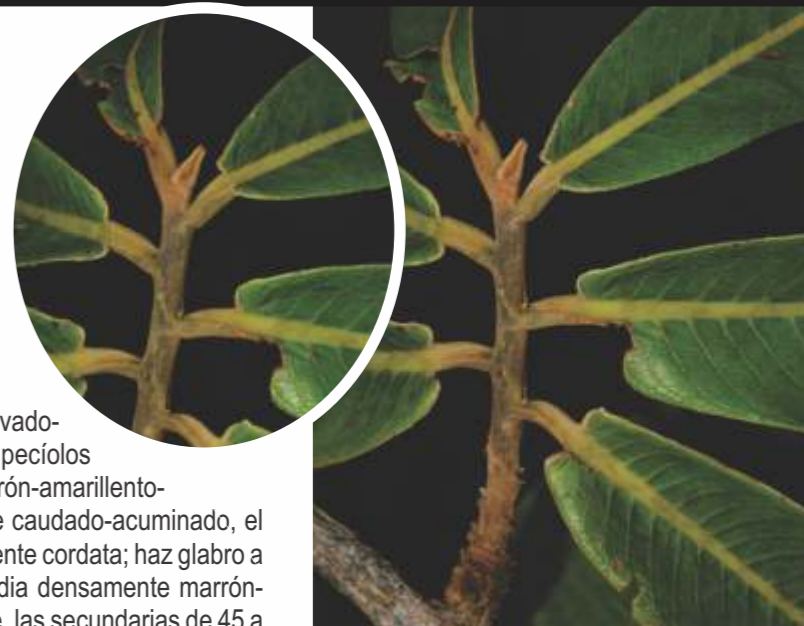 vado-
pecíolos
rón-amarillento-
e caudado-acuminado, el
ente cordata; haz glabro a
dia densamente marrón-
e, las secundarias de 45 a